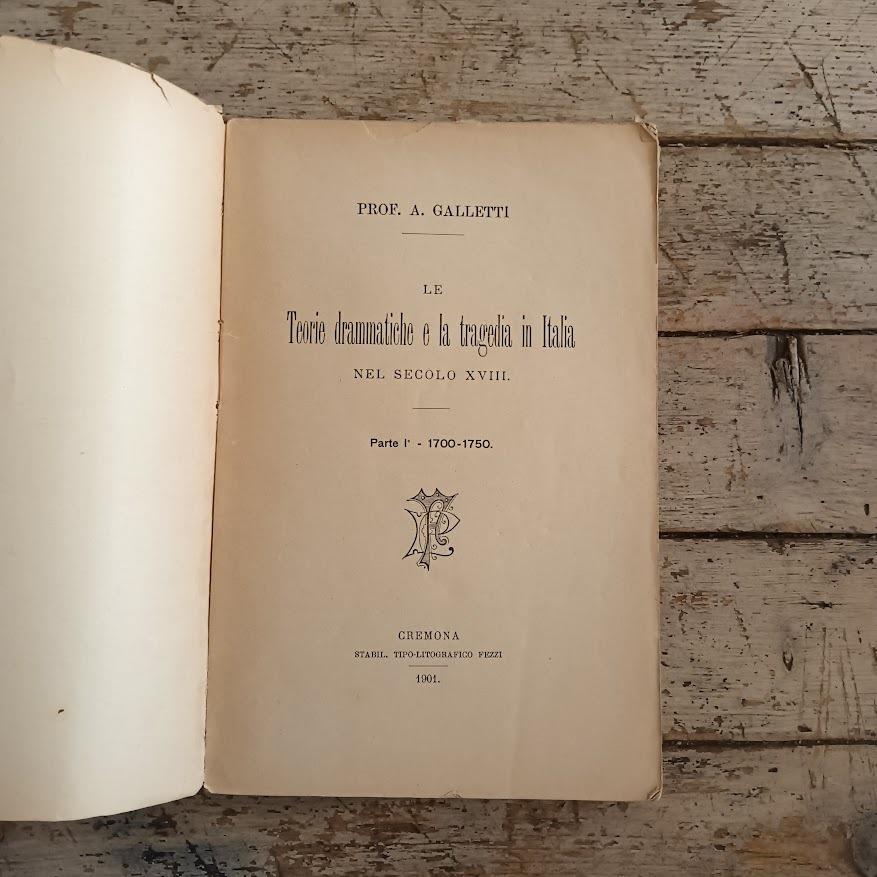 PROF. A. GALLETTI
LE
Teorie drammatiche e la tragedia in Italia
NEL SECOLO XVIII.
Parte Iª - 1700-1750.
CREMONA
STABIL. TIPO-LITOGRAFICO FEZZI
1901.